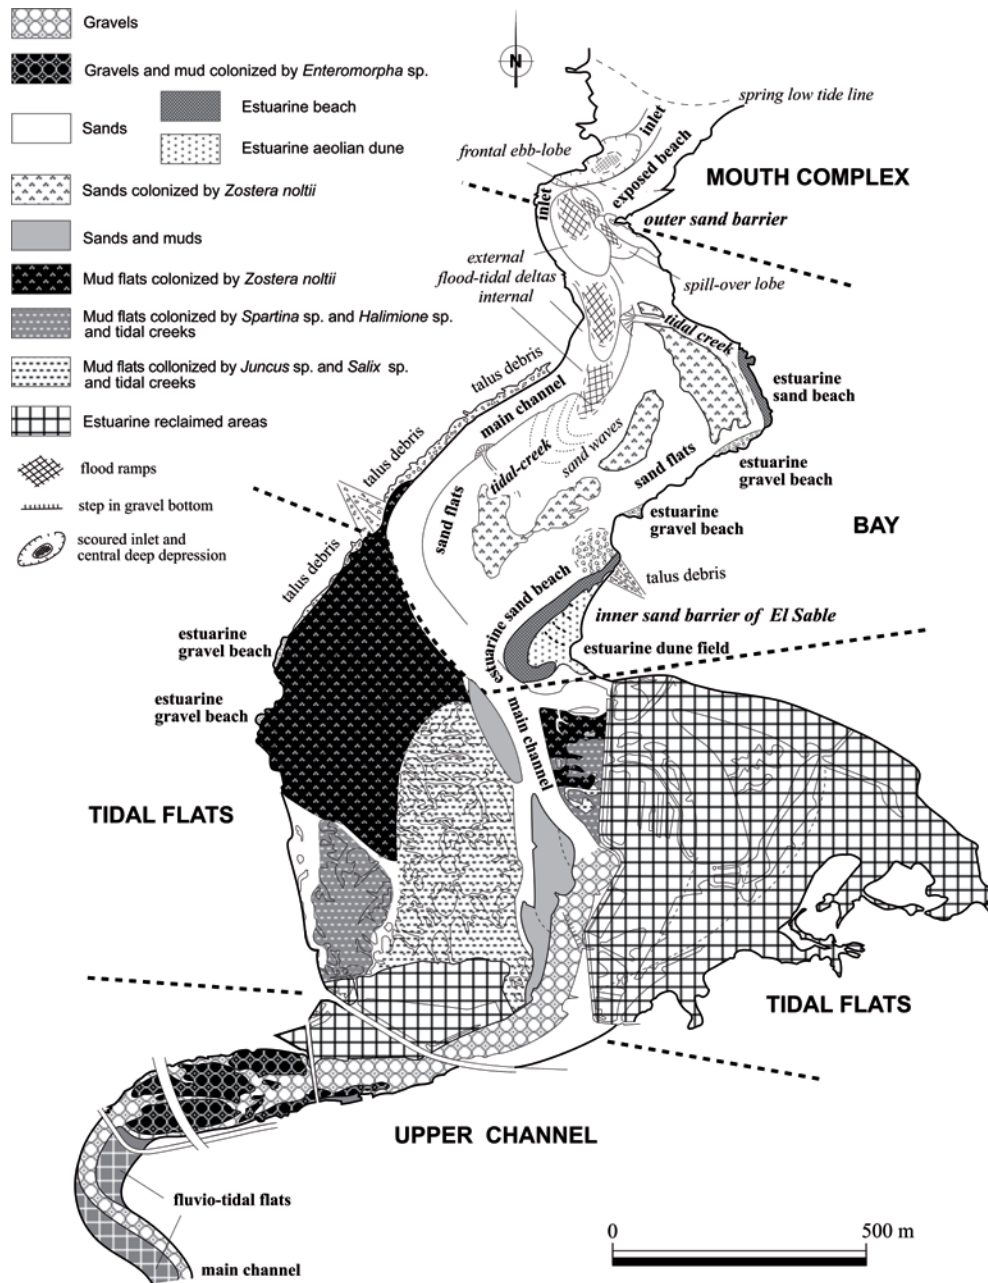 Gravels
Gravels and mud colonized by Enteromorpha sp.
Estuarine beach
Sands
Estuarine aeolian dune
Sands colonized by Zostera noltii
Sands and muds
Mud flats colonized by Zostera noltii
Mud flats colonized by Spartina sp. and Halimione sp.
and tidal creeks
Mud flats collonized by Juncus sp. and Salix sp.
and tidal creeks
Estuarine reclaimed areas
flood ramps
step in gravel bottom
scoured inlet and
central deep depression
N
spring low tide line
inlet
frontal ebb-lobe
exposed beach
MOUTH COMPLEX
inlet
outer sand barrier
external
flood-tidal deltas
internal
spill-over lobe
tidal creek
talus debris
main channel
estuarine
sand beach
talus debris
tidal-creek
sand waves
sand flats
estuarine
gravel beach
sand flats
estuarine
gravel beach
BAY
talus debris
estuarine sand beach
talus debris
inner sand barrier of El Sable
estuarine
gravel beach
estuarine dune field
estuarine
gravel beach
main channel
TIDAL FLATS
TIDAL FLATS
UPPER CHANNEL
fluvio-tidal flats
main channel
0
500 m